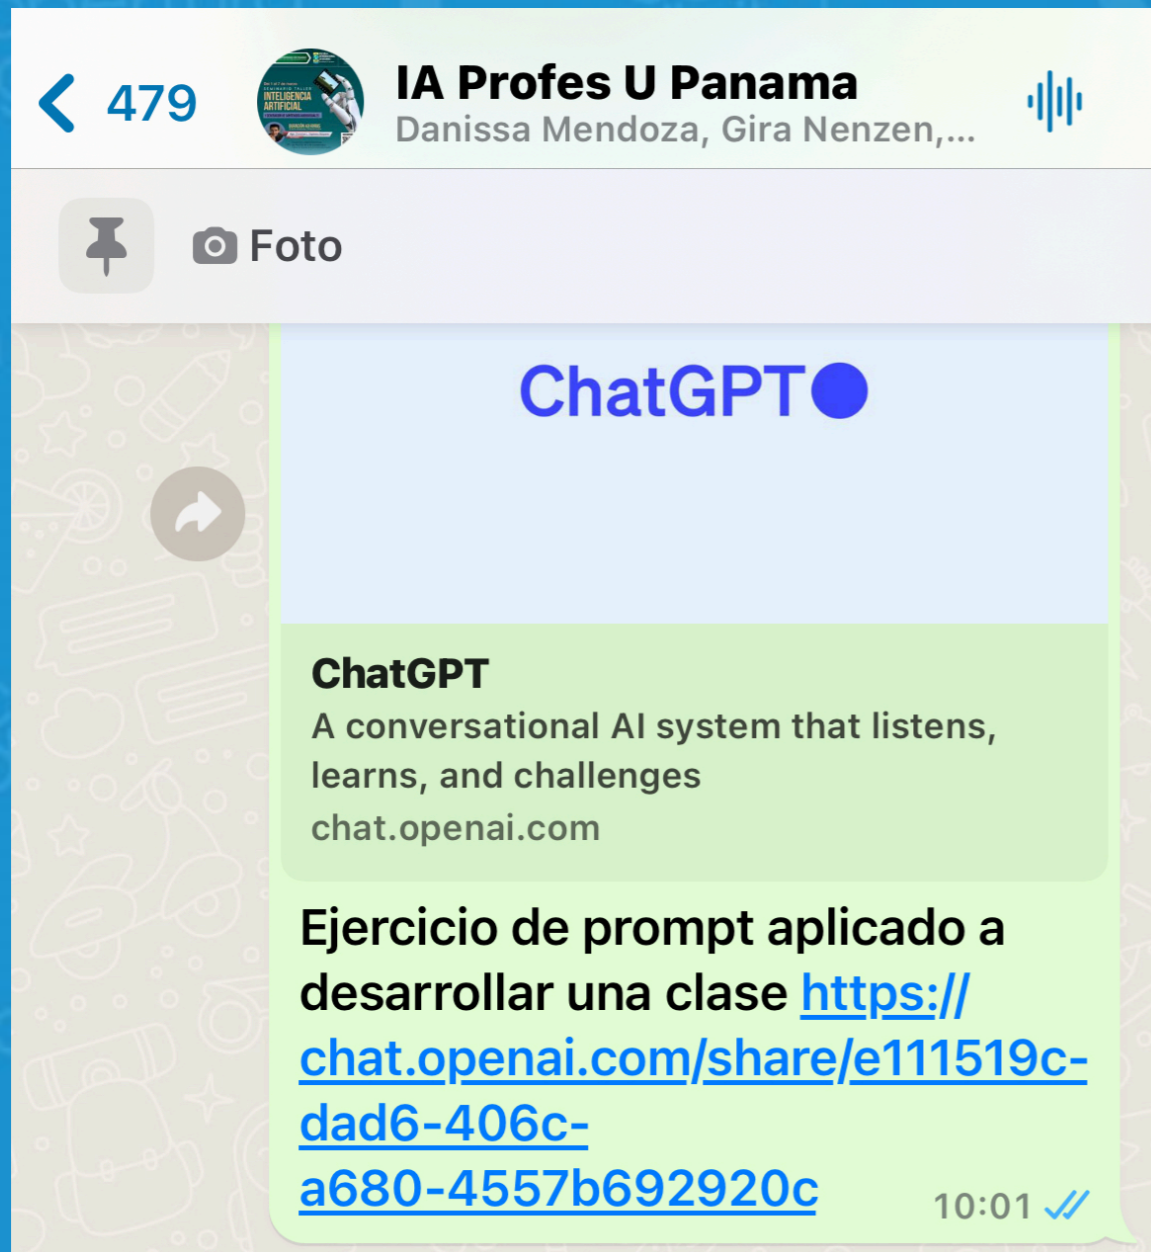 479
IA Profes U Panama
Danissa Mendoza, Gira Nenzen,...
INTELIGENCIA
ARTIFICIAL
Foto
ChatGPT
ChatGPT
A conversational AI system that listens,
learns, and challenges
chat.openai.com
Ejercicio de prompt aplicado a
desarrollar una clase https://
chat.openai.com/share/e111519c-
dad6-406c-
a680-4557b692920c
10:01